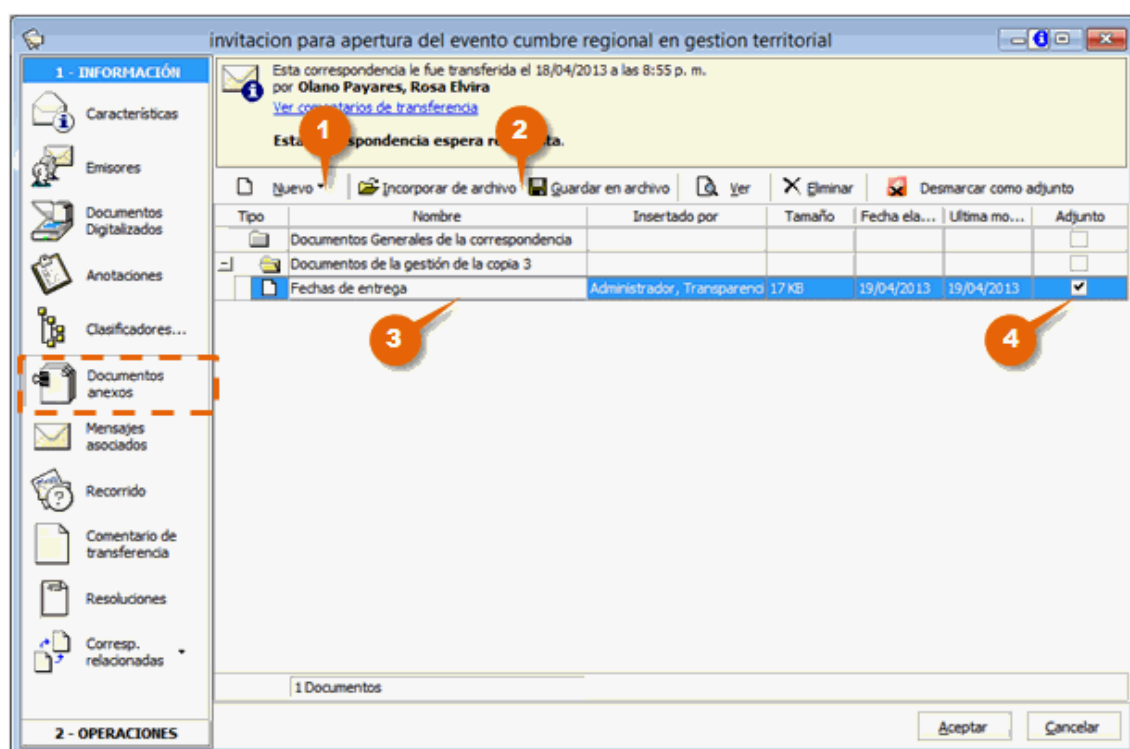 invitacion para apertura del evento cumbre regional en gestion territorial
1 - INFORMACIÓN
Características
Emisores
Documentos
Digitalizados
Anotaciones
Clasificadores...
Documentos
anexos
Mensajes
asociados
Recorrido
Comentario de
transferencia
Resoluciones
Corresp.
relacionadas
2 - OPERACIONES
Esta correspondencia le fue transferida el 18/04/2013 a las 8:55 p. m.
por Olano Payares, Rosa Elvira
Ver comentarios de transferencia
Esta spondencia espera
1
2
Nuevo Incorporar de archivo Guardar en archivo Ver Eliminar Desmarcar como adjunto
Tipo Nombre Insertado por Tamaño Fecha ela... Ultima mo... Adjunto
Documentos Generales de la correspondencia
Documentos de la gestión de la copia 3
Fechas de entrega Administrador, Transparenci 17 KB 19/04/2013 19/04/2013
3
4
1 Documentos
Aceptar Cancelar